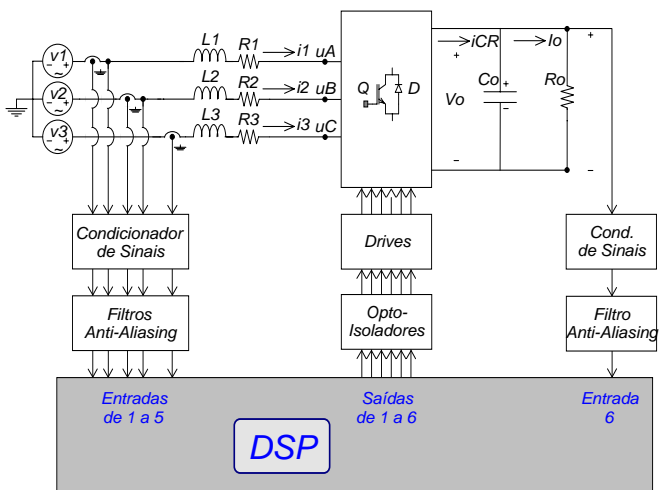 v1
L1
R1
i1
uA
v2
L2
R2
i2
uB
v3
L3
R3
i3
uC
Q
D
iCR
Io
Vo
Co
Ro
Condicionador
de Sinais
Drives
Cond.
de Sinais
Filtros
Anti-Aliasing
Opto-
Isoladores
Filtro
Anti-Aliasing
Entradas
de 1 a 5
Saídas
de 1 a 6
Entrada
6
DSP